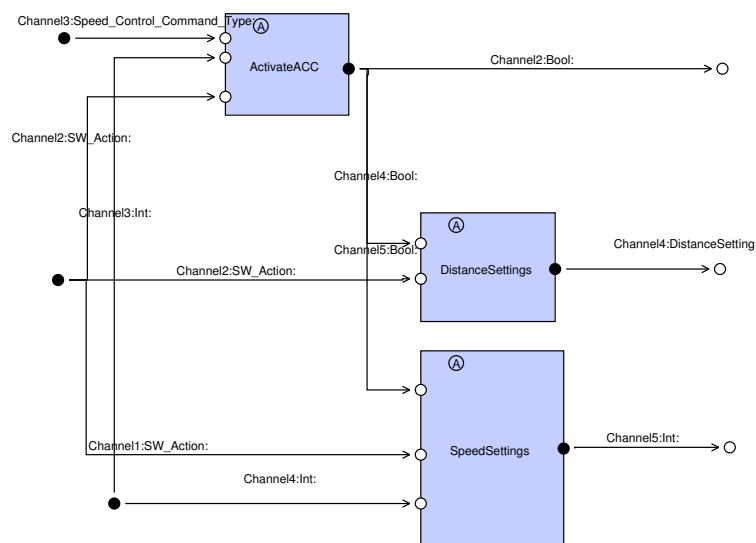 Channel3:Speed_Control_Command_Type:
A
ActivateACC
Channel2:Bool:
Channel2:SW_Action:
Channel4:Bool:
Channel3:Int:
A
Channel5:Bool:
Channel4:DistanceSetting
Channel2:SW_Action:
DistanceSettings
A
Channel1:SW_Action:
Channel5:Int:
SpeedSettings
Channel4:Int: